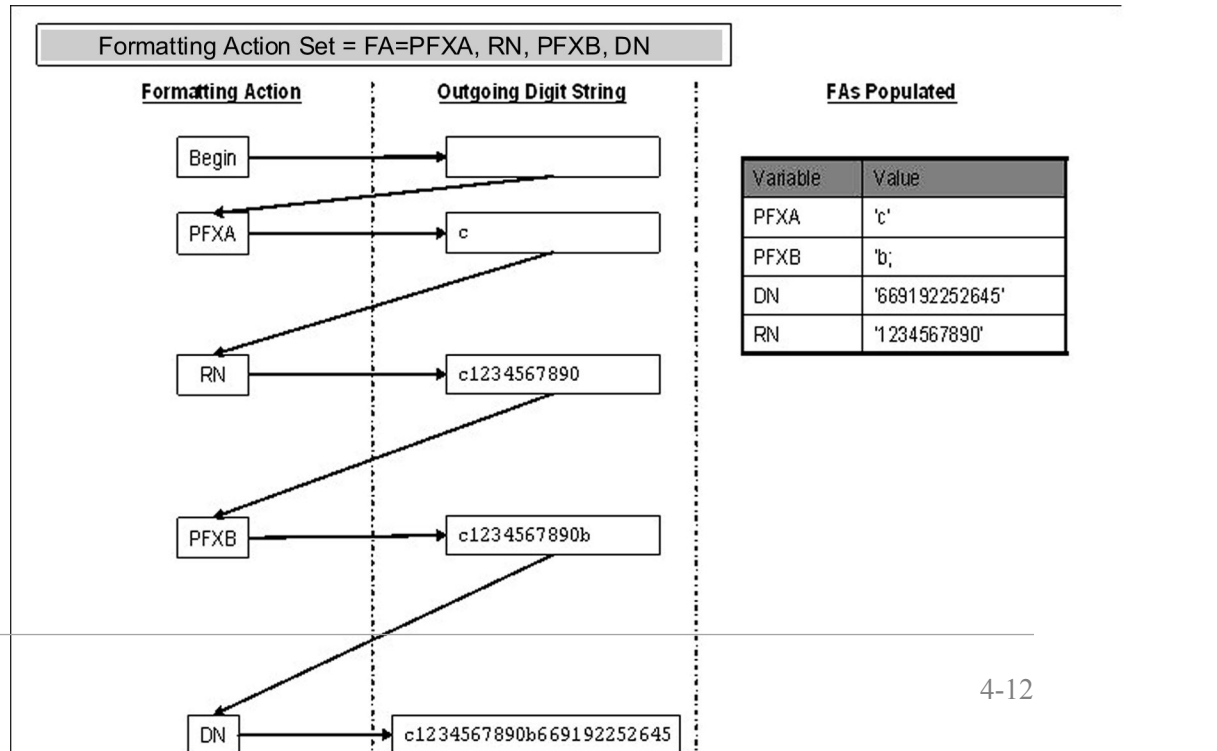 Formatting Action Set = FA=PFXA, RN, PFXB, DN
Formatting Action
Outgoing Digit String
FAs Populated
Begin
PFXA
c
RN
c1234567890
PFXB
c1234567890b
DN
c1234567890b669192252645
Variable Value
PFXA 'c'
PFXB 'b;
DN '669192252645'
RN '1234567890'
4-12